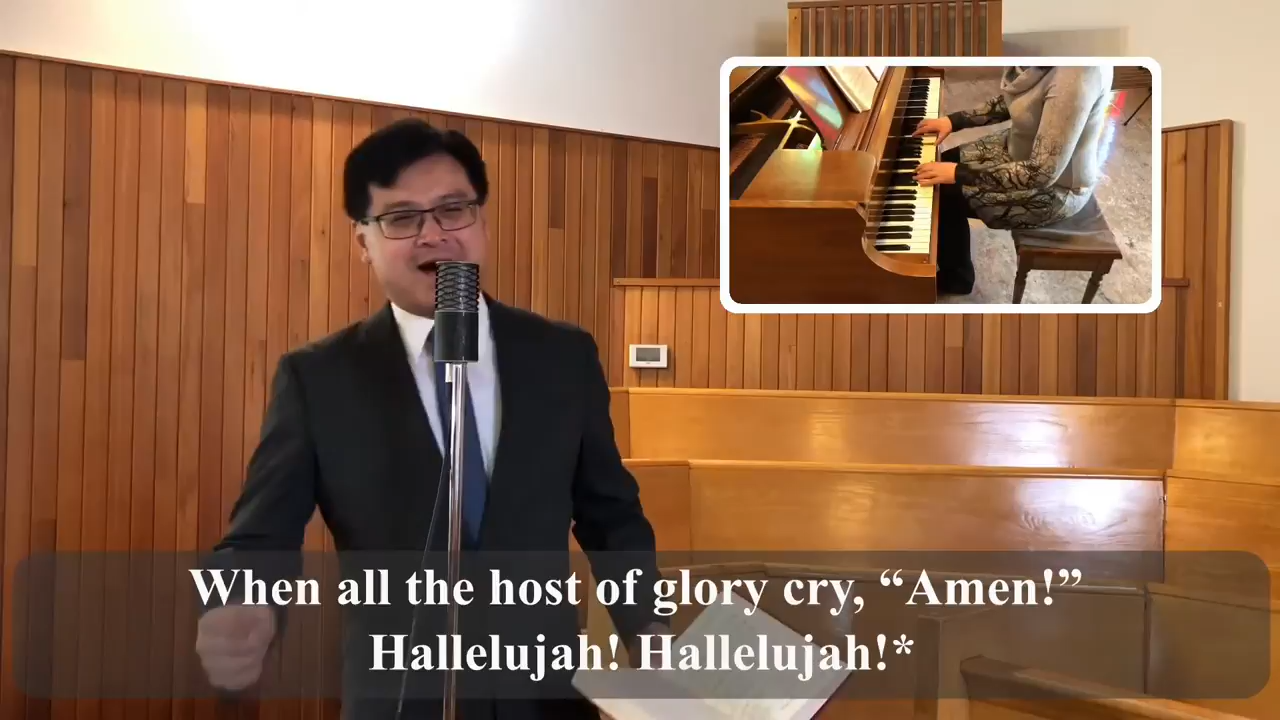 When all the host of glory cry, “Amen!”
Hallelujah! Hallelujah!*